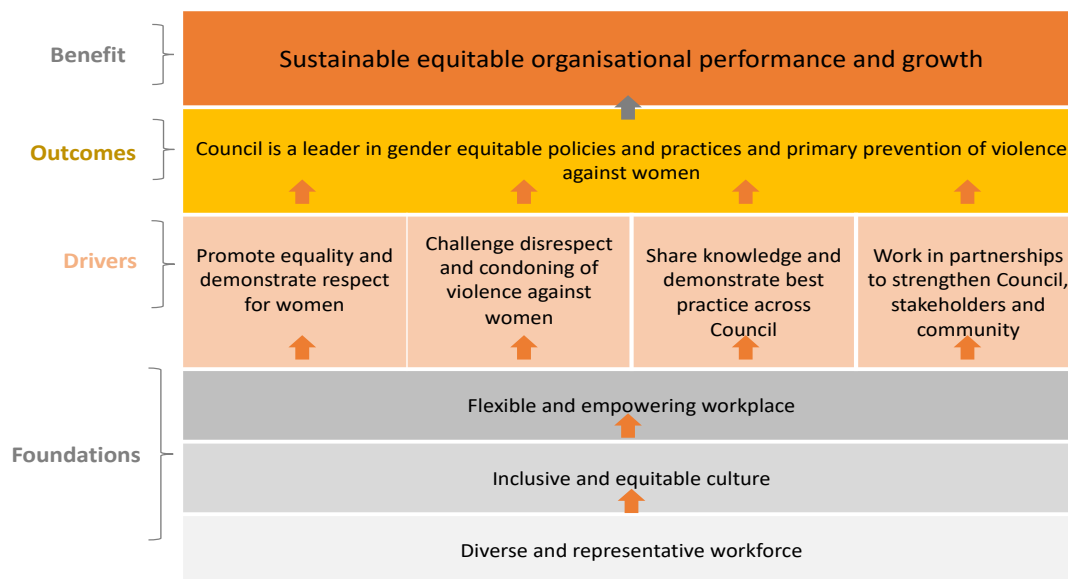 Benefit
Sustainable equitable organisational performance and growth
Outcomes
Council is a leader in gender equitable policies and practices and primary prevention of violence
against women
Drivers
Promote equality and
demonstrate respect
for women
Challenge disrespect
and condoning of
violence against
women
Share knowledge and
demonstrate best
practice across
Council
Work in partnerships
to strengthen Council,
stakeholders and
community
Foundations
Flexible and empowering workplace
Inclusive and equitable culture
Diverse and representative workforce